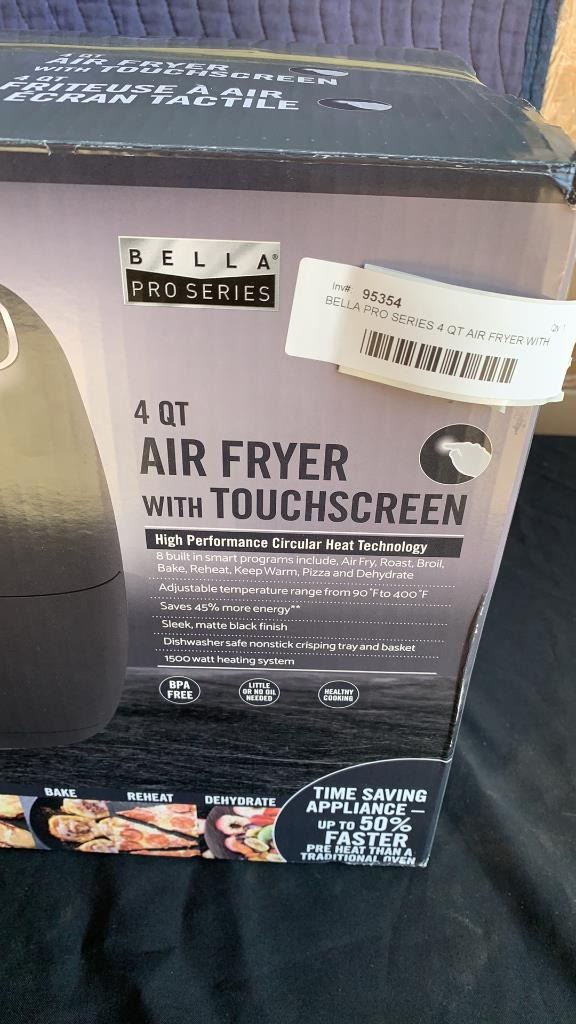 4 QT
AIR FRYER
WITH TOUCHSCREEN
4 QT
FRITEUSE À AIR
ÉCRAN TACTILE
BELLA®
PRO SERIES
Inv#: 95354
BELLA PRO SERIES 4 QT AIR FRYER WITH
4 QT
AIR FRYER
WITH TOUCHSCREEN
High Performance Circular Heat Technology
8 built in smart programs include, Air Fry, Roast, Broil,
Bake, Reheat, Keep Warm, Pizza and Dehydrate
Adjustable temperature range from 90 °F to 400 °F
Saves 45% more energy**
Sleek, matte black finish
Dishwasher safe nonstick crisping tray and basket
1500 watt heating system
BPA
FREE
LITTLE
OR NO OIL
NEEDED
HEALTHY
COOKING
BAKE
REHEAT
DEHYDRATE
TIME SAVING
APPLIANCE —
UP TO 50%
FASTER
PRE HEAT THAN A
TRADITIONAL OVEN